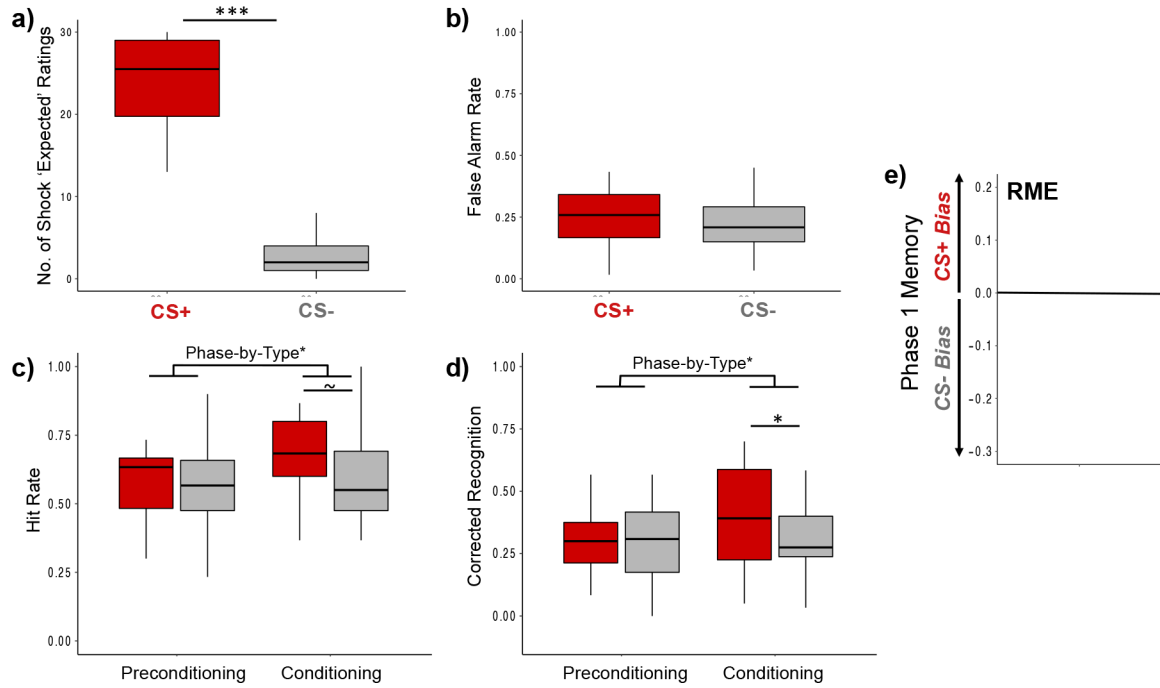 a)
***
No. of Shock 'Expected' Ratings
30
20
10
0
CS+
CS-
b)
False Alarm Rate
1.00
0.75
0.50
0.25
0.00
CS+
CS-
c)
Phase-by-Type*
~
Hit Rate
1.00
0.75
0.50
0.25
0.00
Preconditioning
Conditioning
d)
Phase-by-Type*
*
Corrected Recognition
1.00
0.75
0.50
0.25
0.00
Preconditioning
Conditioning
e)
RME
Phase 1 Memory
CS+ Bias
CS- Bias
0.2
0.1
0.0
-0.1
-0.2
-0.3